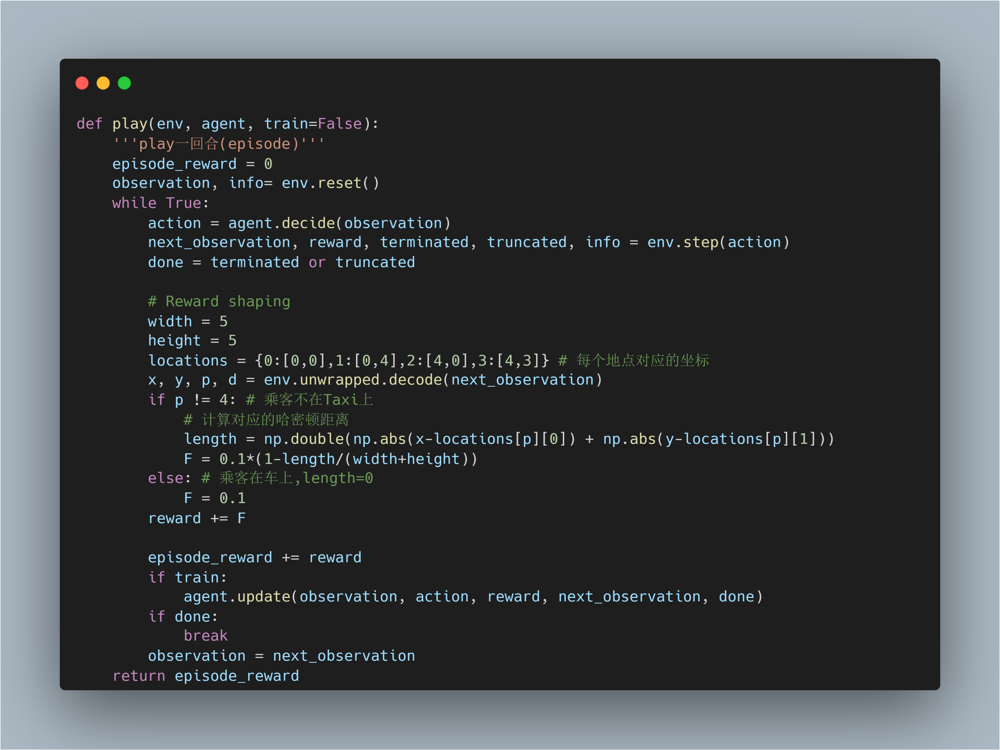 def play(env, agent, train=False):
    '''play一回合(episode)'''
    episode_reward = 0
    observation, info= env.reset()
    while True:
        action = agent.decide(observation)
        next_observation, reward, terminated, truncated, info = env.step(action)
        done = terminated or truncated

        # Reward shaping
        width = 5
        height = 5
        locations = {0:[0,0],1:[0,4],2:[4,0],3:[4,3]} # 每个地点对应的坐标
        x, y, p, d = env.unwrapped.decode(next_observation)
        if p != 4: # 乘客不在Taxi上
            # 计算对应的哈密顿距离
            length = np.double(np.abs(x-locations[p][0]) + np.abs(y-locations[p][1]))
            F = 0.1*(1-length/(width+height))
        else: # 乘客在车上,length=0
            F = 0.1
        reward += F

        episode_reward += reward
        if train:
            agent.update(observation, action, reward, next_observation, done)
        if done:
            break
        observation = next_observation
    return episode_reward